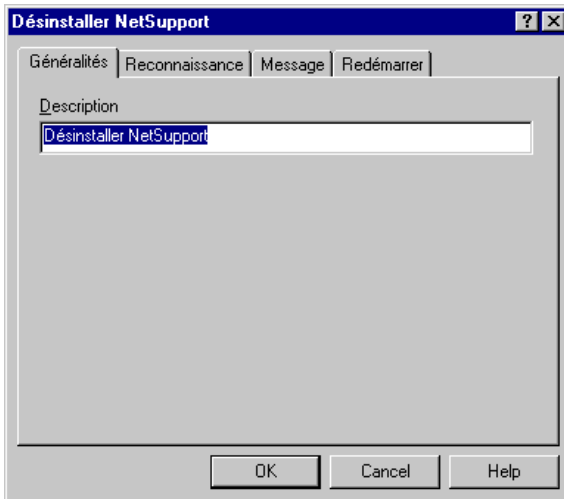 Désinstaller NetSupport
Généralités Reconnaissance Message Redémarrer
Description
Désinstaller NetSupport
OK Cancel Help